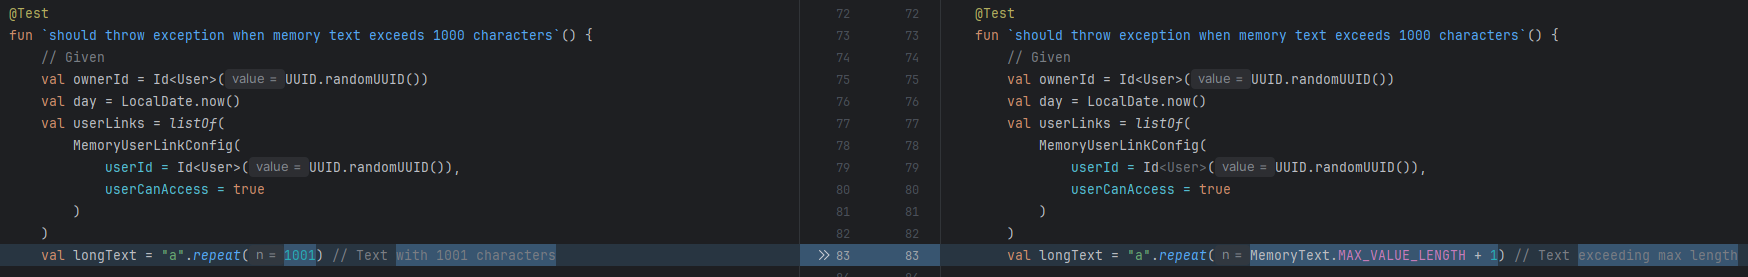 @Test 72 72 @Test
fun `should throw exception when memory text exceeds 1000 characters`() { 73 73 fun `should throw exception when memory text exceeds 1000 characters`() {
// Given 74 74 // Given
val ownerId = Id<User>( value = UUID.randomUUID()) 75 75 val ownerId = Id<User>( value = UUID.randomUUID())
val day = LocalDate.now() 76 76 val day = LocalDate.now()
val userLinks = listOf( 77 77 val userLinks = listOf(
MemoryUserLinkConfig( 78 78 MemoryUserLinkConfig(
userId = Id<User>( value = UUID.randomUUID()), 79 79 userId = Id<User>( value = UUID.randomUUID()),
userCanAccess = true 80 80 userCanAccess = true
) 81 81 )
) 82 82 )
val longText = "a".repeat( n = 1001) // Text with 1001 characters 83 83 val longText = "a".repeat( n = MemoryText.MAX_VALUE_LENGTH + 1) // Text exceeding max length